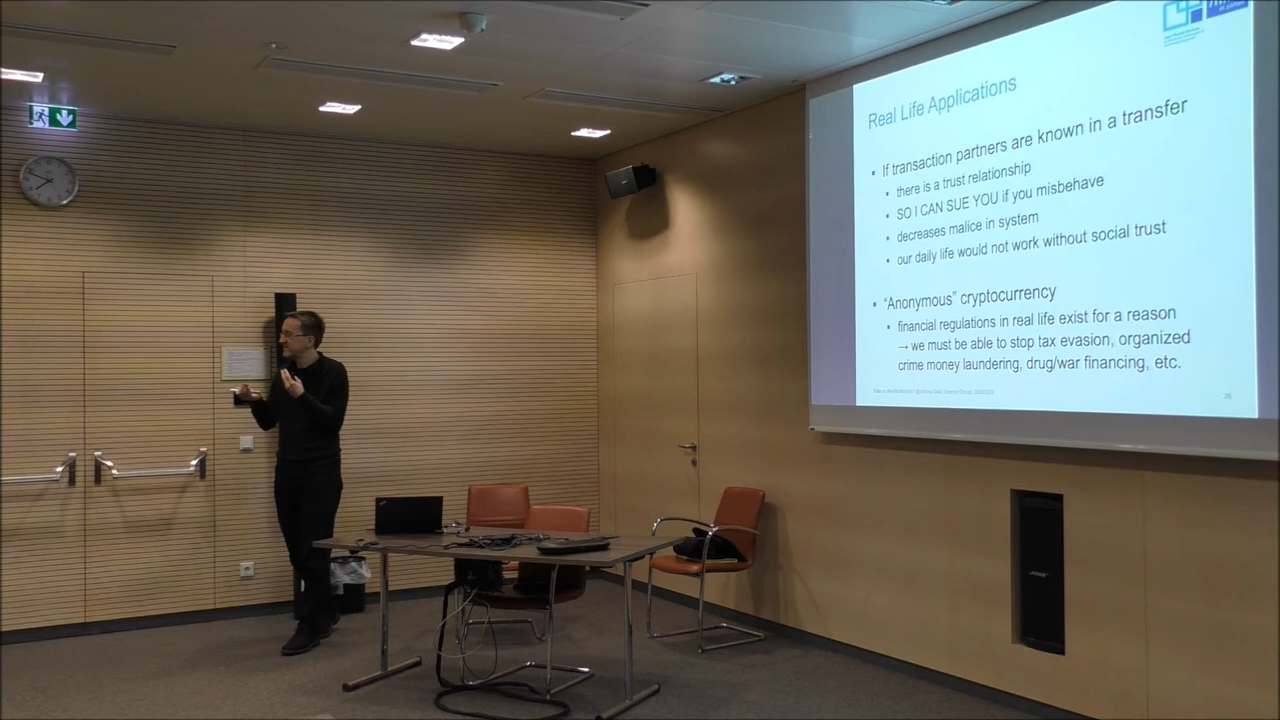 Real Life Applications
If transaction partners are known in a transfer
there is a trust relationship
SO I CAN SUE YOU if you misbehave
decreases malice in system
our daily life would not work without social trust
“Anonymous” cryptocurrency
financial regulations in real life exist for a reason
→ we must be able to stop tax evasion, organized
crime money laundering, drug/war financing, etc.
26
BOSE